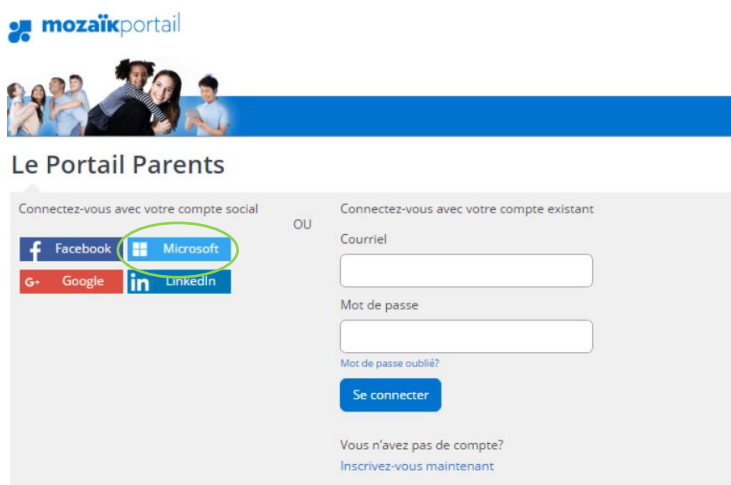 mozaïkportail
Le Portail Parents
Connectez-vous avec votre compte social
Facebook
Microsoft
G+ Google
in LinkedIn
OU
Connectez-vous avec votre compte existant
Courriel
Mot de passe
Mot de passe oublié?
Se connecter
Vous n'avez pas de compte?
Inscrivez-vous maintenant